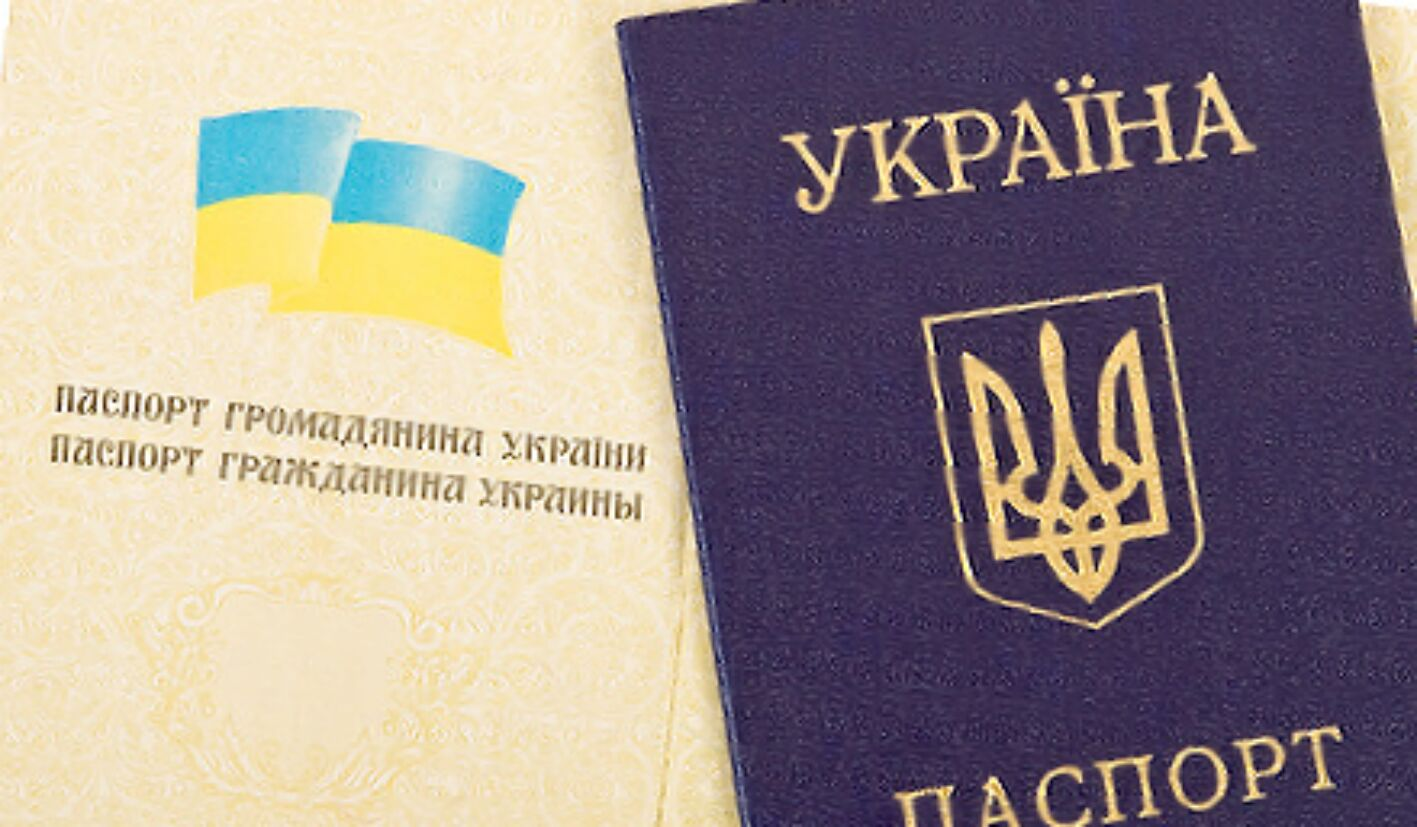 ПАСПОРТ ГРОМАДЯНИНА УКРАЇНИ
ПАСПОРТ ГРАЖДАНИНА УКРАИНЫ
УКРАЇНА
ПАСПОРТ